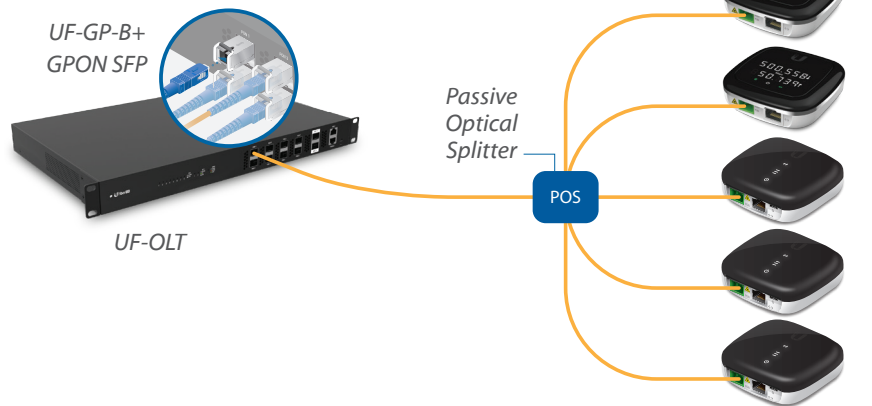 UF-GP-B+
GPON SFP
UF-OLT
Passive
Optical
Splitter
POS